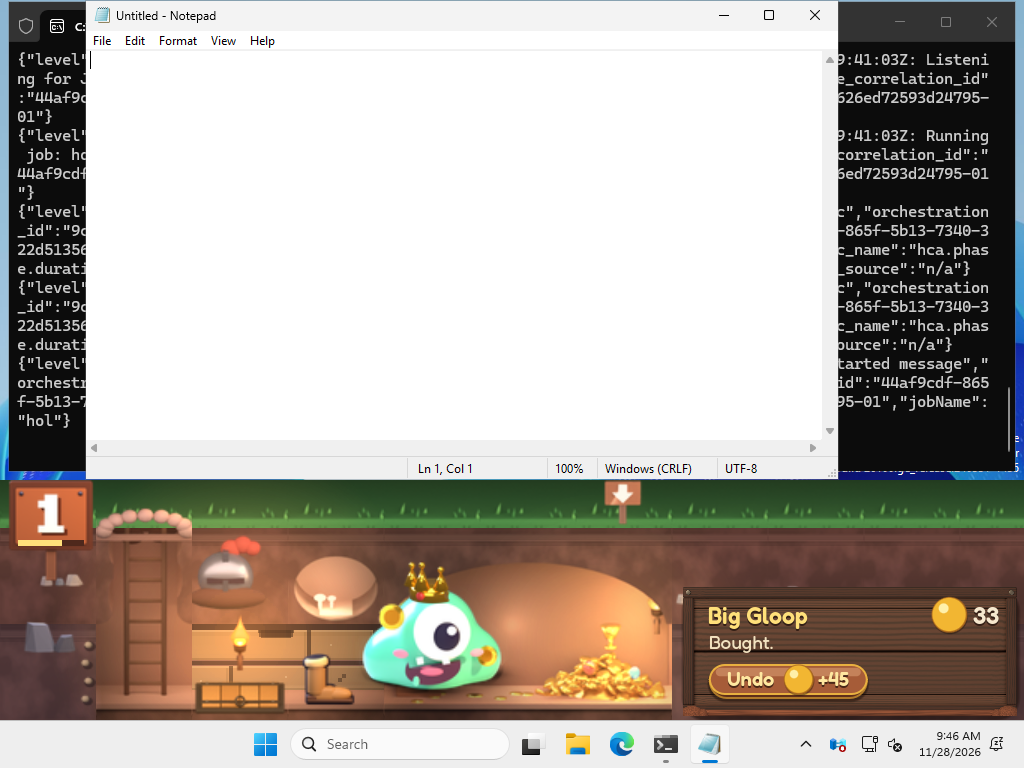 Untitled - Notepad
File Edit Format View Help
{"level"
ng for J
:"44af9c
01"}
{"level"
job: ho
44af9cdf
"}
{"level"
_id":"9c
22d51356
e.durati
{"level"
_id":"9c
22d51356
e.durati
{"level"
orchestr
f-5b13-7
"hol"}
9:41:03Z: Listeni
e_correlation_id"
626ed72593d24795-
9:41:03Z: Running
correlation_id":"
6ed72593d24795-01
c","orchestration
-865f-5b13-7340-3
c_name":"hca.phas
_source":"n/a"}
c","orchestration
-865f-5b13-7340-3
c_name":"hca.phas
ource":"n/a"}
tarted message","
id":"44af9cdf-865
95-01","jobName":
Ln 1, Col 1 100% Windows (CRLF) UTF-8
1
Big Gloop 33
Bought.
Undo +45
Search
9:46 AM
11/28/2026